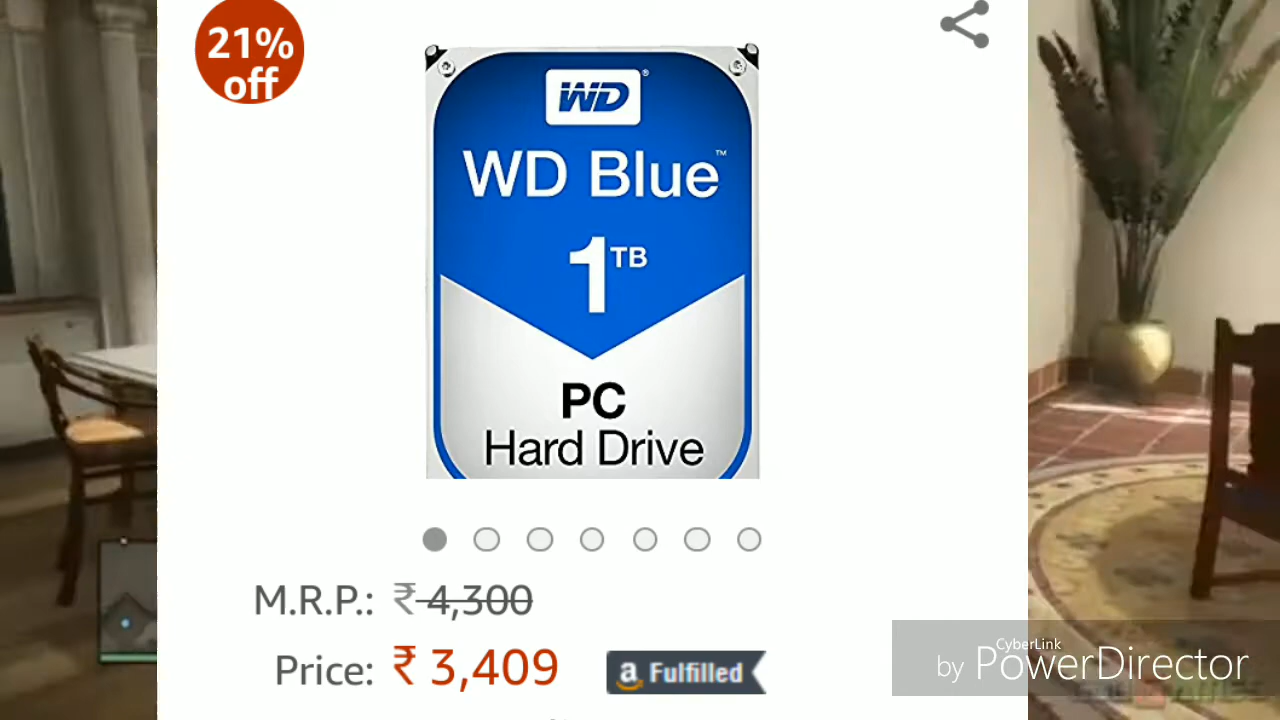 21%
off
WD®
WD Blue™
1TB
PC
Hard Drive
M.R.P.: ₹ 4,300
Price: ₹ 3,409 a Fulfilled
CyberLink
by PowerDirector